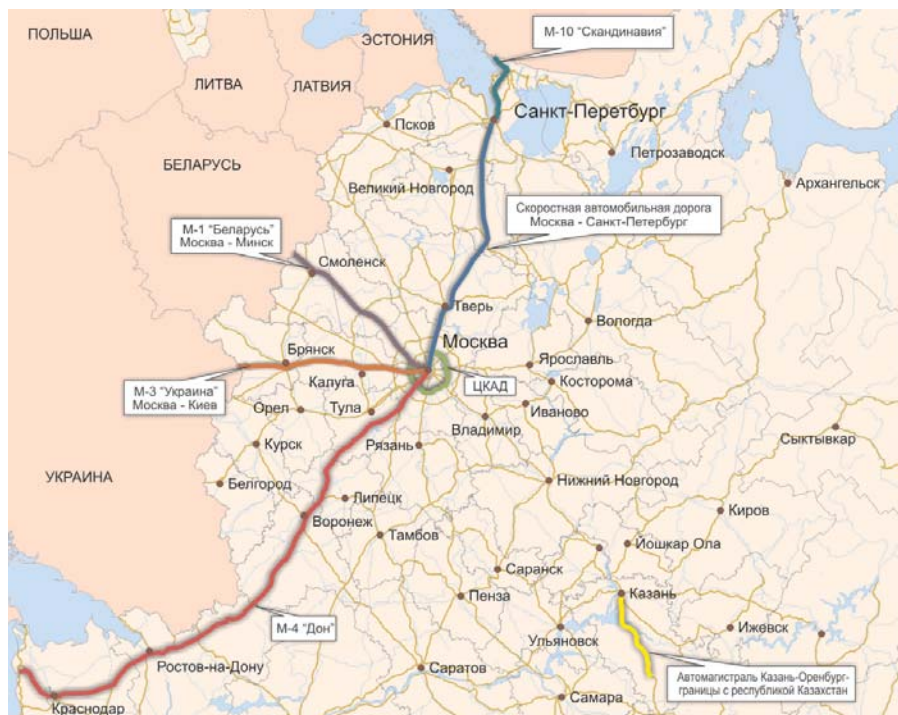 ПОЛЬША
ЭСТОНИЯ
М-10 "Скандинавия"
ЛИТВА
ЛАТВИЯ
Санкт-Перетбург
Псков
БЕЛАРУСЬ
Петрозаводск
Великий Новгород
Архангельск
Скоростная автомобильная дорога
Москва - Санкт-Петербург
М-1 "Беларусь"
Москва - Минск
Смоленск
Тверь
Вологда
Москва
Брянск
Ярославль
М-3 "Украина"
Москва - Киев
Калуга
ЦКАД
Косторома
Орел
Тула
Иваново
Владимир
Сыктывкар
Курск
Рязань
УКРАИНА
Белгород
Нижний Новгород
Липецк
Воронеж
Киров
Тамбов
Йошкар Ола
Саранск
Казань
Пенза
М-4 "Дон"
Ульяновск
Ижевск
Ростов-на-Дону
Саратов
Автомагистраль Казань-Оренбург-
границы с республикой Казахстан
Самара
Краснодар